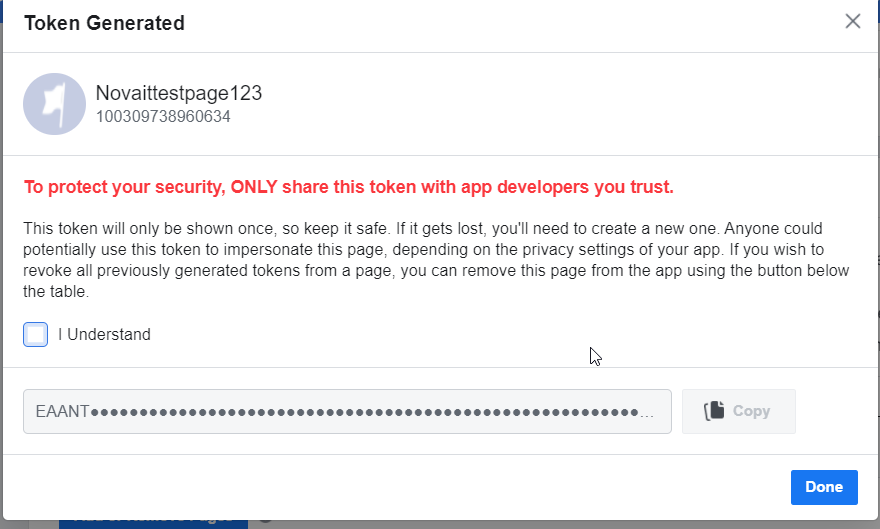 Token Generated
Novaittestpage123
100309738960634
To protect your security, ONLY share this token with app developers you trust.
This token will only be shown once, so keep it safe. If it gets lost, you'll need to create a new one. Anyone could
potentially use this token to impersonate this page, depending on the privacy settings of your app. If you wish to
revoke all previously generated tokens from a page, you can remove this page from the app using the button below
the table.
I Understand
EAANT●●●●●●●●●●●●●●●●●●●●●●●●●●●●●●●●●●●●●●●●●●●●●●●●●●●●●●●●●...
Copy
Done